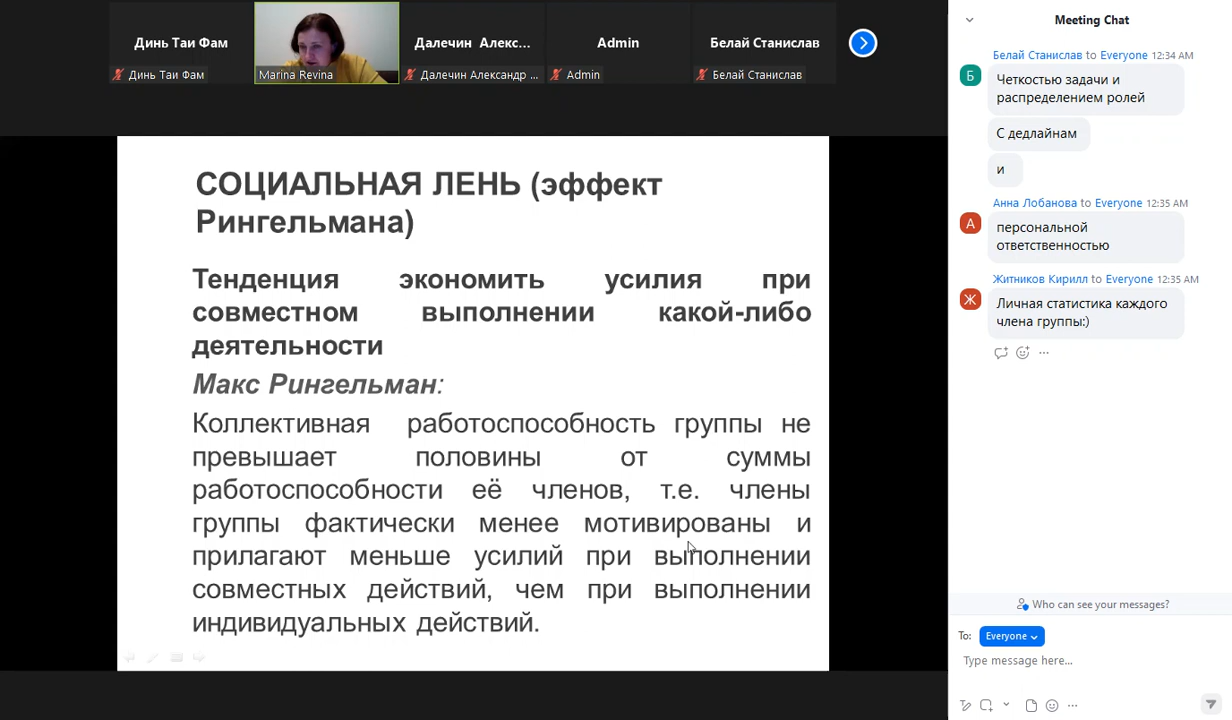 Динь Таи Фам
Динь Таи Фам
Marina Revina
Далечин Алекс...
Далечин Александр ...
Admin
Admin
Белай Станислав
Белай Станислав
СОЦИАЛЬНАЯ ЛЕНЬ (эффект
Рингельмана)
Тенденция экономить усилия при
совместном выполнении какой-либо
деятельности
Макс Рингельман:
Коллективная работоспособность группы не
превышает половины от суммы
работоспособности её членов, т.е. члены
группы фактически менее мотивированы и
прилагают меньше усилий при выполнении
совместных действий, чем при выполнении
индивидуальных действий.
Meeting Chat
Белай Станислав to Everyone 12:34 AM
Б
Четкостью задачи и
распределением ролей
С дедлайнам
и
Анна Лобанова to Everyone 12:35 AM
А
персональной
ответственностью
Житников Кирилл to Everyone 12:35 AM
Ж
Личная статистика каждого
члена группы:)
Who can see your messages?
To: Everyone
Type message here...